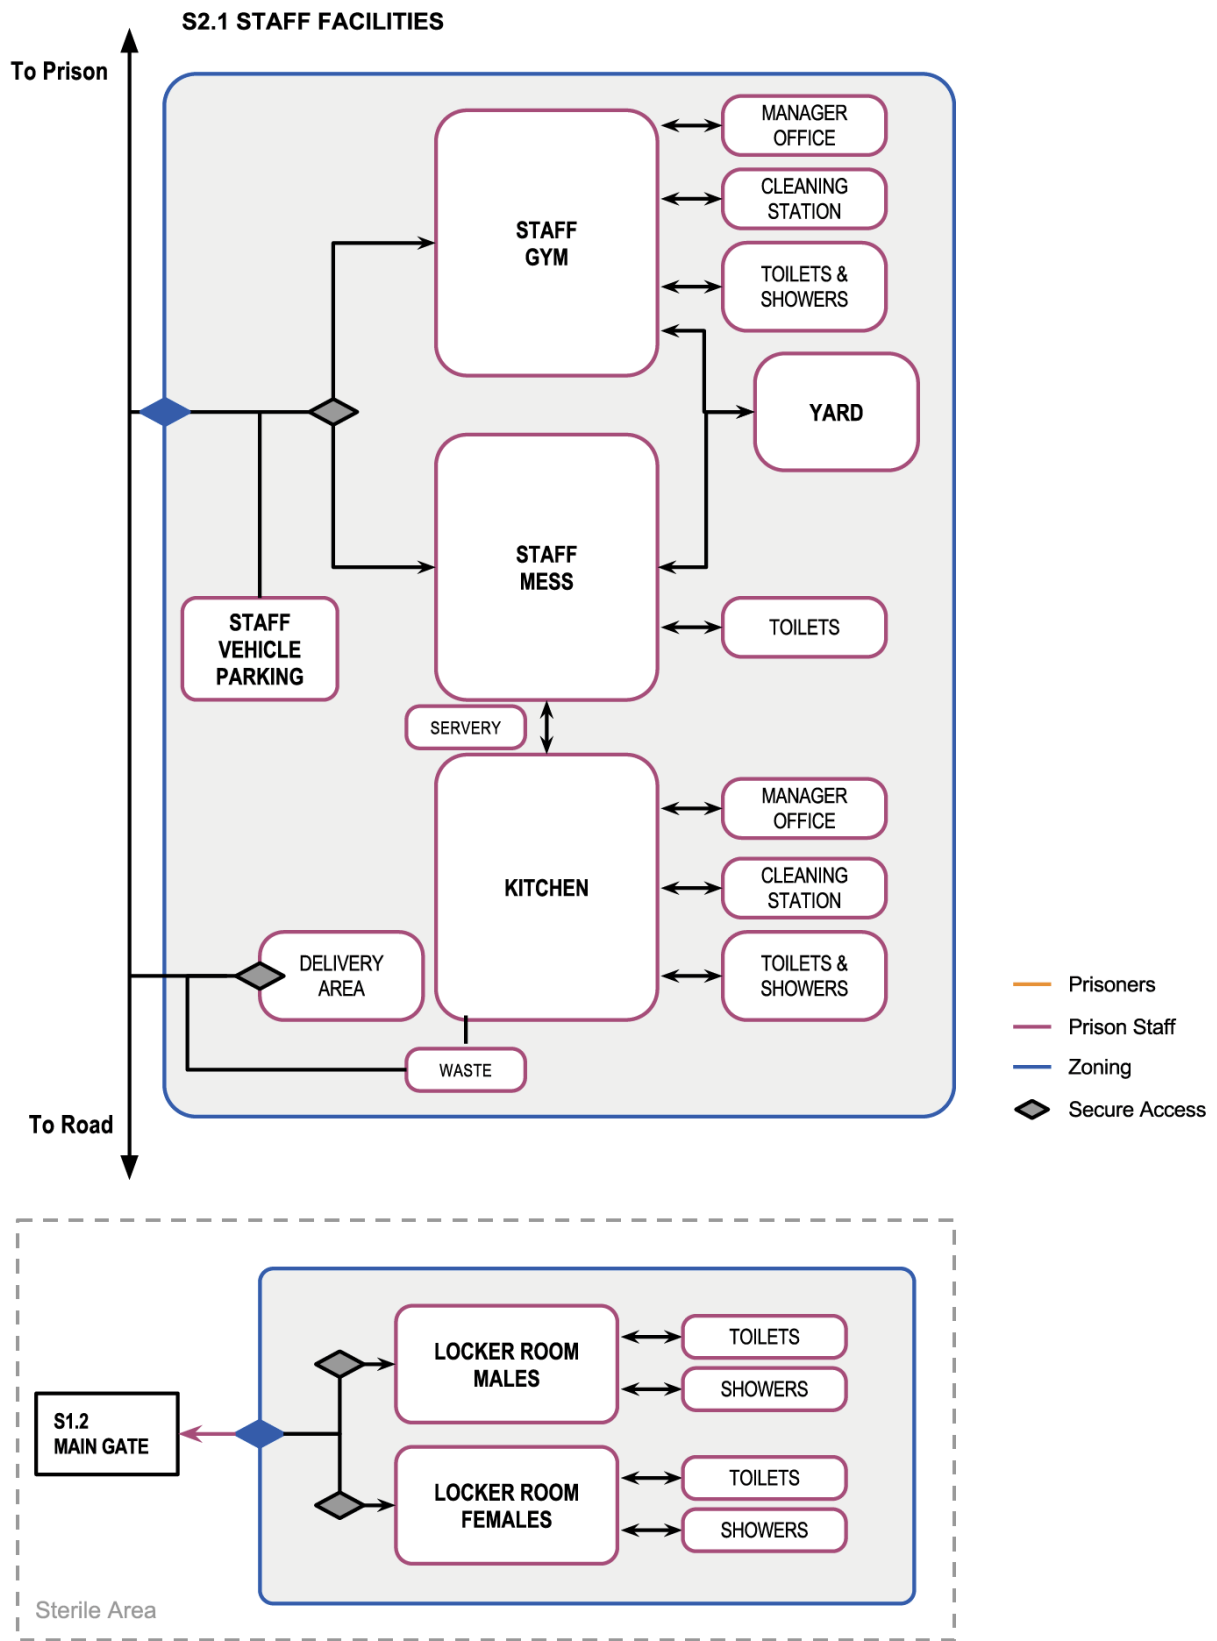 S2.1 STAFF FACILITIES
To Prison
MANAGER
OFFICE
CLEANING
STATION
STAFF
GYM
TOILETS &
SHOWERS
YARD
STAFF
MESS
STAFF
VEHICLE
PARKING
TOILETS
SERVERY
MANAGER
OFFICE
KITCHEN
CLEANING
STATION
DELIVERY
AREA
TOILETS &
SHOWERS
WASTE
To Road
Prisoners
Prison Staff
Zoning
Secure Access
LOCKER ROOM
MALES
TOILETS
SHOWERS
S1.2
MAIN GATE
LOCKER ROOM
FEMALES
TOILETS
SHOWERS
Sterile Area